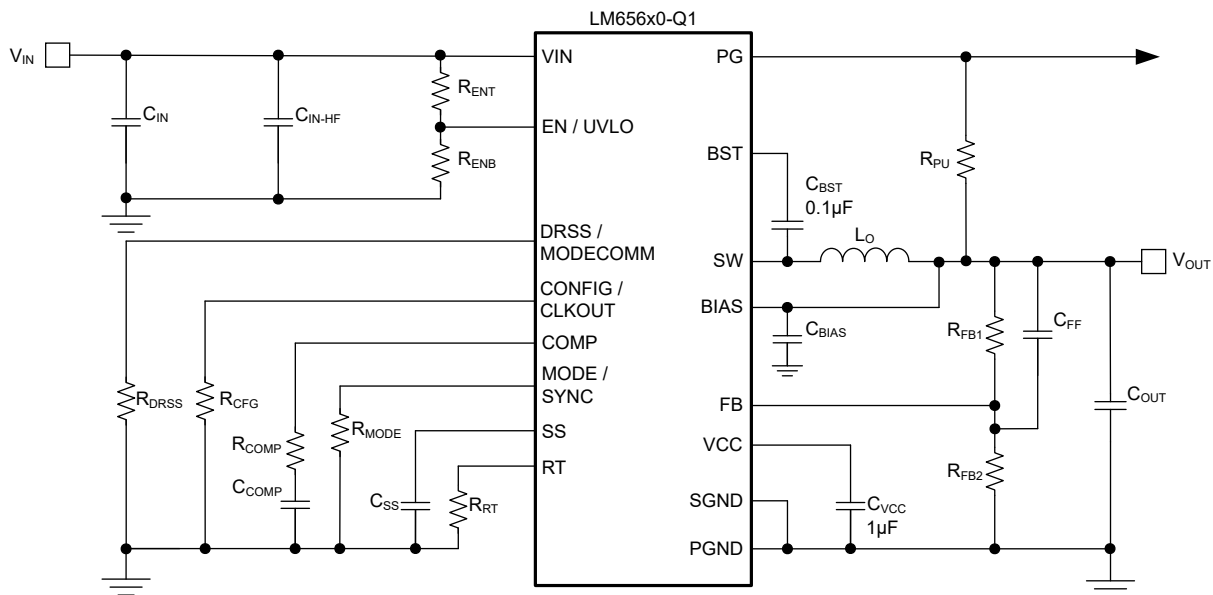 LM656x0-Q1
VIN
VIN
PG
RENT
CIN
CIN-HF
EN / UVLO
RENB
BST
RPU
CBST
0.1µF
DRSS /
MODECOMM
LO
SW
VOUT
CONFIG /
CLKOUT
BIAS
CBIAS
RFB1
CFF
COMP
MODE /
SYNC
RDRSS
RCFG
RMODE
FB
COUT
RCOMP
SS
VCC
CCOMP
CSS
RT
RRT
RFB2
SGND
CVCC
1µF
PGND